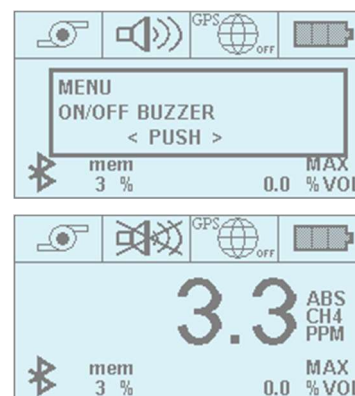 GPS
OFF
MENU
ON/OFF BUZZER
< PUSH >
mem MAX
3 % 0.0 %VOL
GPS
OFF
3.3 ABS
CH4
PPM
mem MAX
3 % 0.0 %VOL